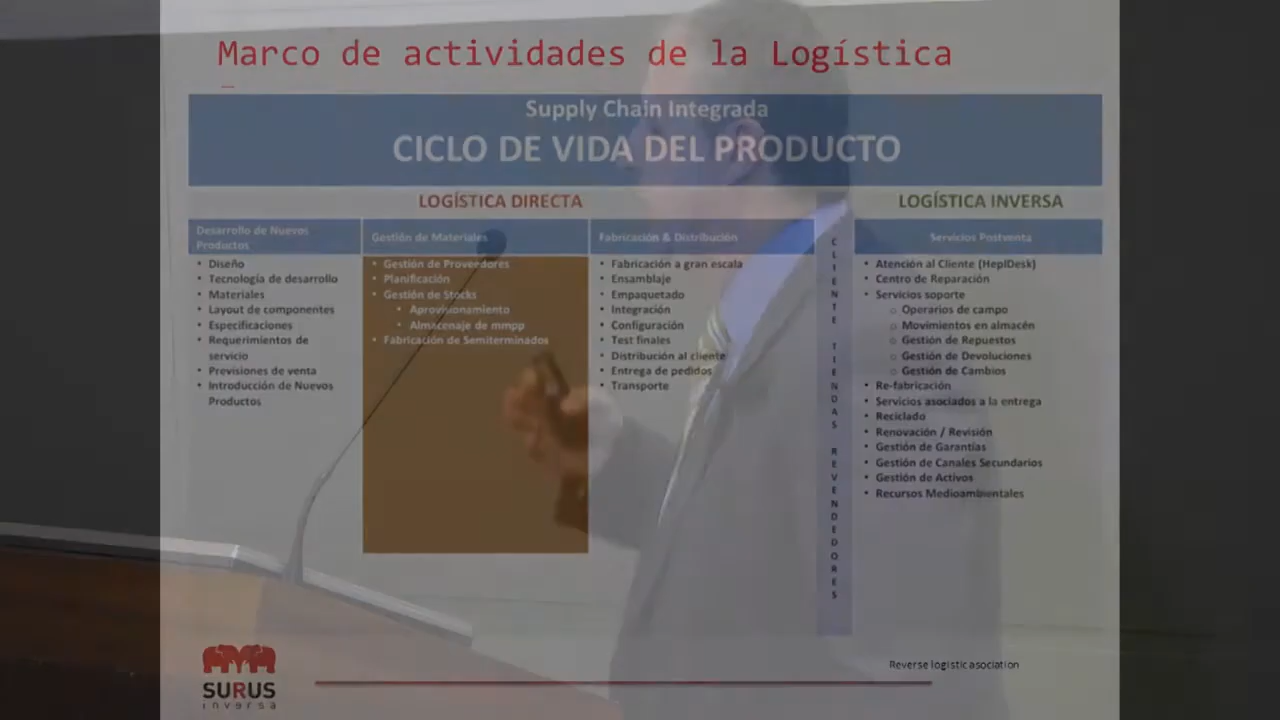 Marco de actividades de la Logística
Supply Chain Integrada
CICLO DE VIDA DEL PRODUCTO
LOGÍSTICA DIRECTA
LOGÍSTICA INVERSA
Desarrollo de Nuevos
Productos
• Diseño
• Tecnología de desarrollo
• Materiales
• Layout de componentes
• Especificaciones
• Requerimientos de
servicio
• Previsiones de venta
• Introducción de Nuevos
Productos
Gestión de Materiales
• Gestión de Proveedores
• Planificación
• Gestión de Stocks
• Aprovisionamiento
• Almacenaje de mmpp
• Fabricación de Semiterminados
Fabricación & Distribución
• Fabricación a gran escala
• Ensamblaje
• Empaquetado
• Integración
• Configuración
• Test finales
• Distribución al cliente
• Entrega de pedidos
• Transporte
CLIENTE TIENDAS REVENDEDORES
Servicios Postventa
• Atención al Cliente (HeplDesk)
• Centro de Reparación
• Servicios soporte
o Operarios de campo
o Movimientos en almacén
o Gestión de Repuestos
o Gestión de Devoluciones
o Gestión de Cambios
• Re-fabricación
• Servicios asociados a la entrega
• Reciclado
• Renovación / Revisión
• Gestión de Garantías
• Gestión de Canales Secundarios
• Gestión de Activos
• Recursos Medioambientales
SURUS
inversa
Reverse logistic asociation